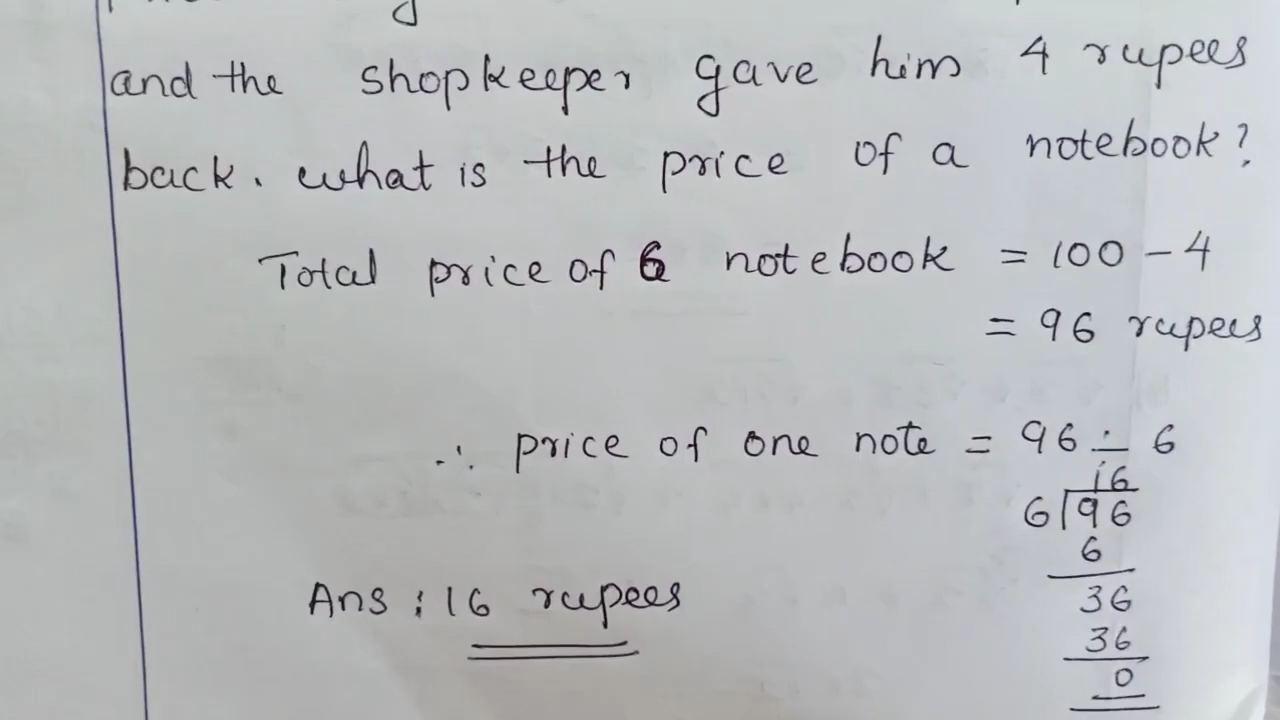 and the shopkeeper gave him 4 rupees
back. what is the price of a notebook?
Total price of 6 notebook = 100 - 4
= 96 rupees
∴ price of one note = 96 ÷ 6
16
6 96
6
36
Ans : 16 rupees
36
0